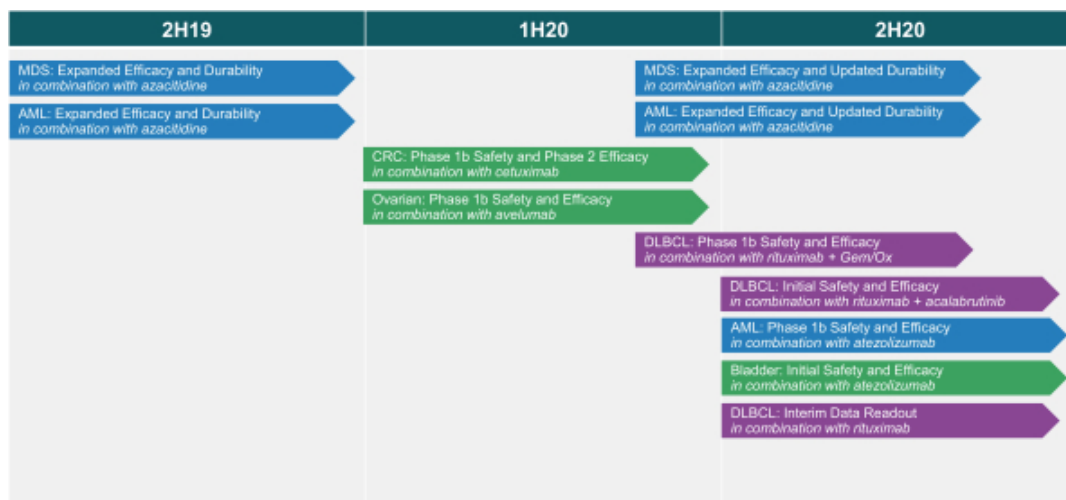 2H19
1H20
2H20
MDS: Expanded Efficacy and Durability
in combination with azacitidine
MDS: Expanded Efficacy and Updated Durability
in combination with azacitidine
AML: Expanded Efficacy and Durability
in combination with azacitidine
AML: Expanded Efficacy and Updated Durability
in combination with azacitidine
CRC: Phase 1b Safety and Phase 2 Efficacy
in combination with cetuximab
Ovarian: Phase 1b Safety and Efficacy
in combination with avelumab
DLBCL: Phase 1b Safety and Efficacy
in combination with rituximab + Gem/Ox
DLBCL: Initial Safety and Efficacy
in combination with rituximab + acalabrutinib
AML: Phase 1b Safety and Efficacy
in combination with atezolizumab
Bladder: Initial Safety and Efficacy
in combination with atezolizumab
DLBCL: Interim Data Readout
in combination with rituximab